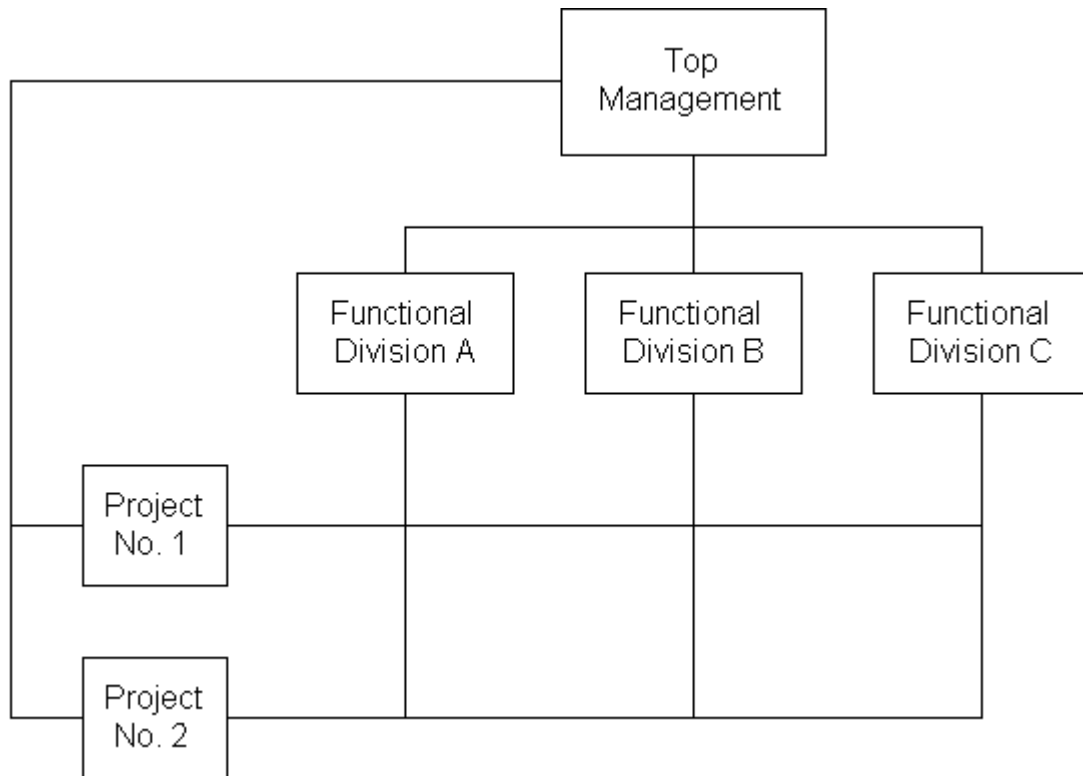 Top
Management
Functional
Division A
Functional
Division B
Functional
Division C
Project
No. 1
Project
No. 2